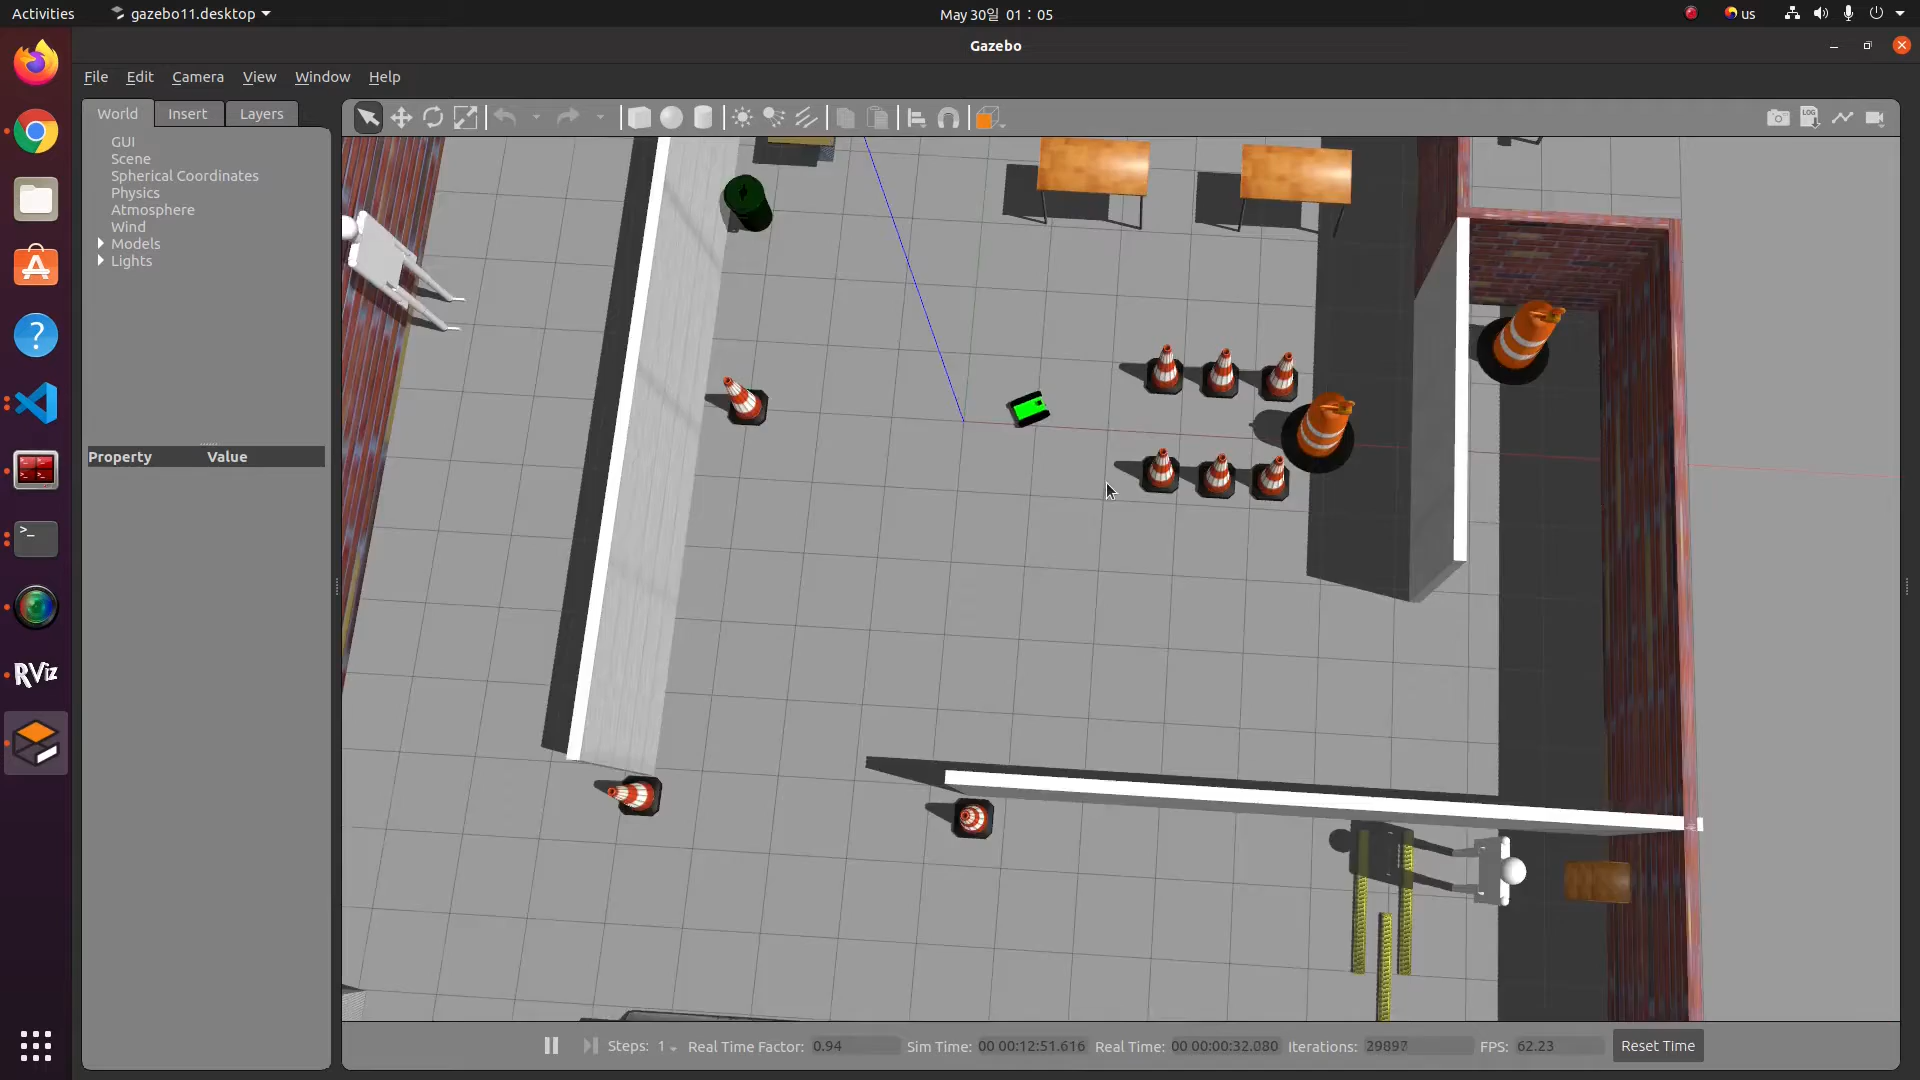 Activities
gazebo11.desktop
May 30일 01 : 05
us
Gazebo
File Edit Camera View Window Help
World Insert Layers
GUI
Scene
Spherical Coordinates
Physics
Atmosphere
Wind
Models
Lights
Property Value
LOG
?
>_
RViz
Steps: 1
Real Time Factor: 0.94
Sim Time: 00 00:12:51.616
Real Time: 00 00:00:32.080
Iterations: 29897
FPS: 62.23
Reset Time